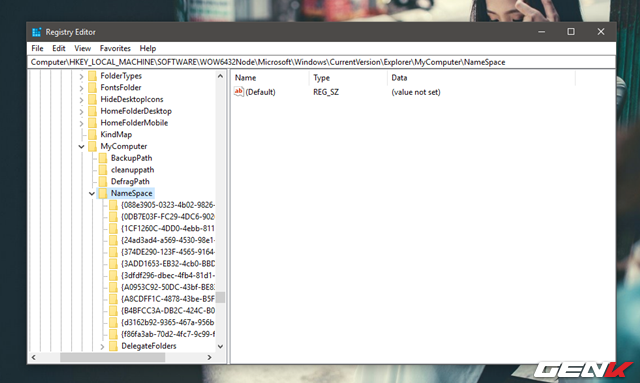 Registry Editor
File Edit View Favorites Help
Computer\HKEY_LOCAL_MACHINE\SOFTWARE\WOW6432Node\Microsoft\Windows\CurrentVersion\Explorer\MyComputer\NameSpace
FolderTypes
FontsFolder
HideDesktopIcons
HomeFolderDesktop
HomeFolderMobile
KindMap
MyComputer
BackupPath
cleanuppath
DefragPath
NameSpace
{088e3905-0323-4b02-9826-
{0DB7E03F-FC29-4DC6-902
{1CF1260C-4DD0-4ebb-811
{24ad3ad4-a569-4530-98e1-
{374DE290-123F-4565-9164-
{3ADD1653-EB32-4cb0-BBD
{3dfdf296-dbec-4fb4-81d1-
{A0953C92-50DC-43bf-BE8
{A8CDFF1C-4878-43be-B5F
{B4BFCC3A-DB2C-424C-B0
{d3162b92-9365-467a-956b
{f86fa3ab-70d2-4fc7-9c99-f
DelegateFolders
Name Type Data
(Default) REG_SZ (value not set)
GENK